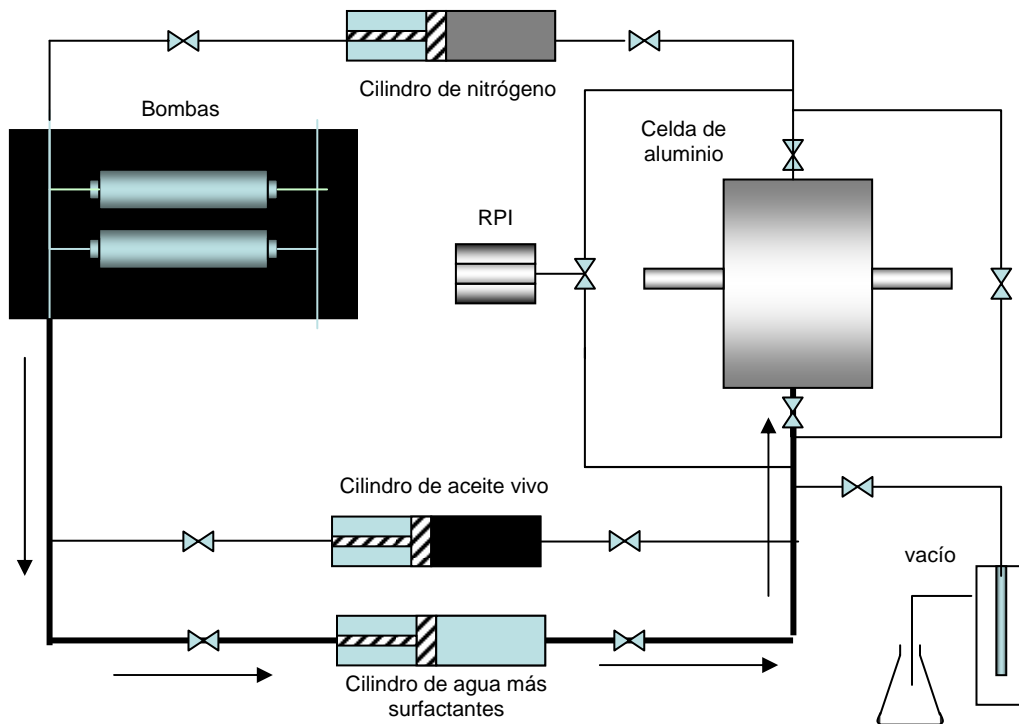 Cilindro de nitrógeno
Bombas
Celda de
aluminio
RPI
Cilindro de aceite vivo
vacío
Cilindro de agua más
surfactantes